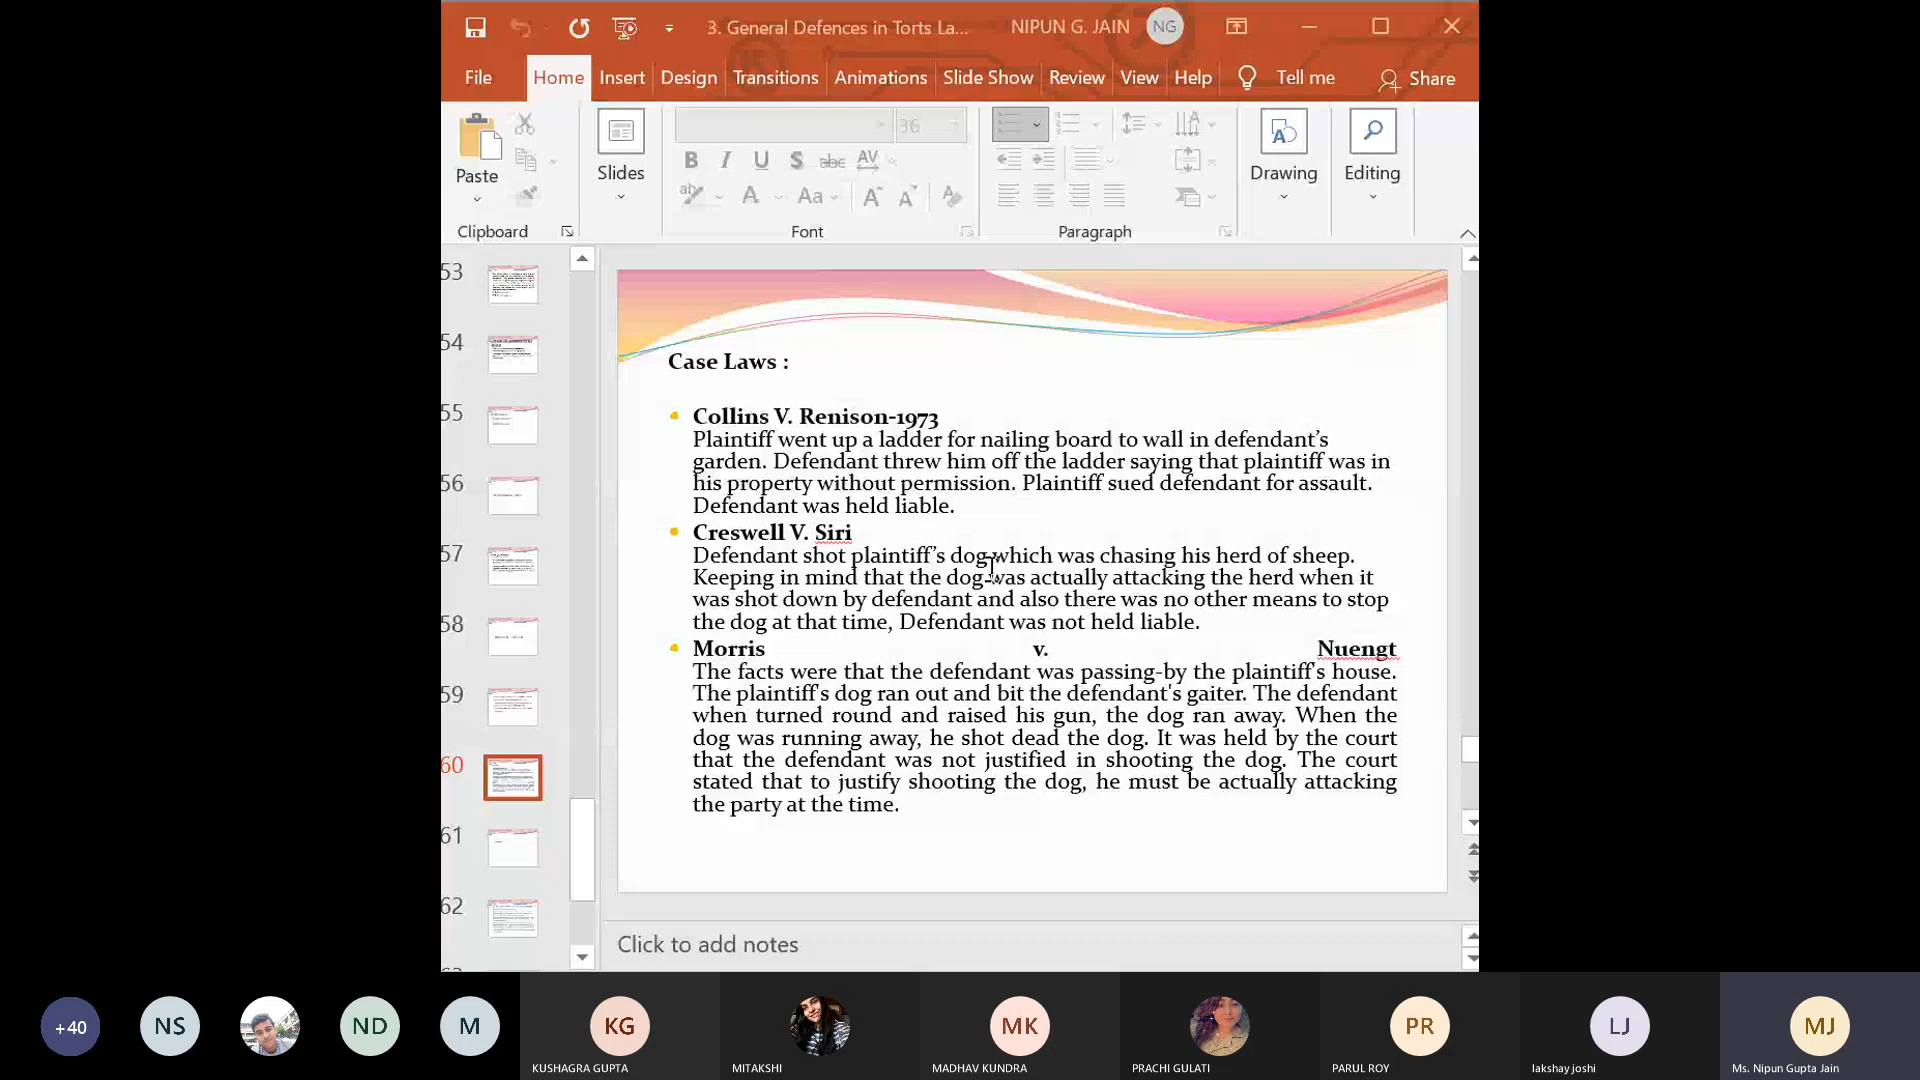 3. General Defences in Torts La...
NIPUN G. JAIN
NG
File
Home
Insert
Design
Transitions
Animations
Slide Show
Review
View
Help
Tell me
Share
Paste
Slides
36
B I U S abc AV
A Aa A A
Drawing
Editing
Clipboard
Font
Paragraph
53
54
55
56
57
58
59
60
61
62
Case Laws :
Collins V. Renison-1973
Plaintiff went up a ladder for nailing board to wall in defendant’s
garden. Defendant threw him off the ladder saying that plaintiff was in
his property without permission. Plaintiff sued defendant for assault.
Defendant was held liable.
Creswell V. Siri
Defendant shot plaintiff’s dog which was chasing his herd of sheep.
Keeping in mind that the dog was actually attacking the herd when it
was shot down by defendant and also there was no other means to stop
the dog at that time, Defendant was not held liable.
Morris v. Nuengt
The facts were that the defendant was passing-by the plaintiff's house.
The plaintiff's dog ran out and bit the defendant's gaiter. The defendant
when turned round and raised his gun, the dog ran away. When the
dog was running away, he shot dead the dog. It was held by the court
that the defendant was not justified in shooting the dog. The court
stated that to justify shooting the dog, he must be actually attacking
the party at the time.
Click to add notes
+40
NS
ND
M
KG
KUSHAGRA GUPTA
MITAKSHI
MK
MADHAV KUNDRA
PRACHI GULATI
PR
PARUL ROY
LJ
lakshay joshi
MJ
Ms. Nipun Gupta Jain